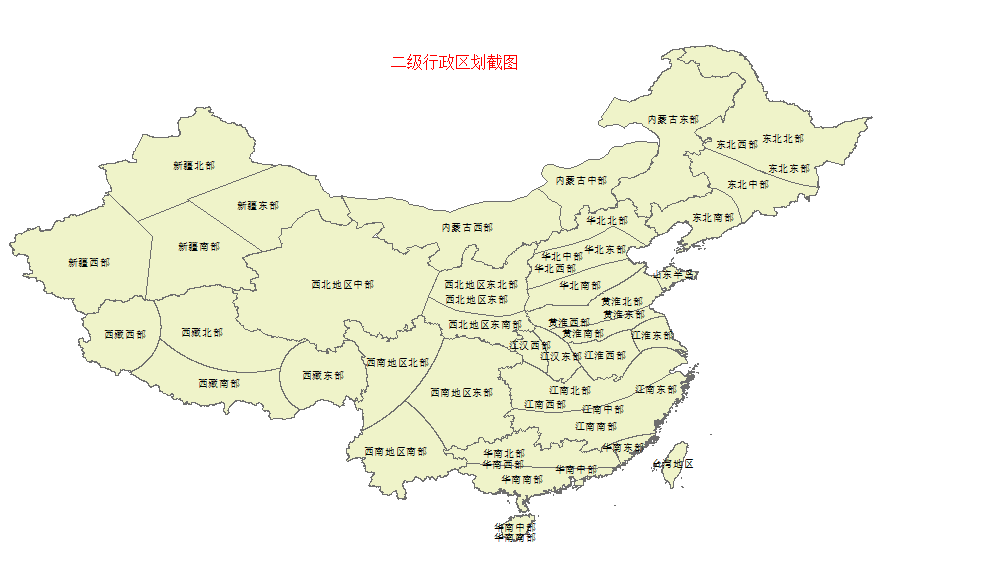 二级行政区划截图
内蒙古东部
东北北部
东北西部
新疆北部
东北东部
内蒙古中部
东北中部
新疆东部
东北南部
华北北部
内蒙古西部
新疆南部
华北东部
华北中部
新疆西部
华北西部
山东半岛
西北地区中部
西北地区东北部
华北南部
西北地区东部
黄淮北部
黄淮东部
西北地区东南部
黄淮西部
西藏北部
西藏西部
黄淮南部
江淮东部
江汉西部
江汉东部
江淮西部
西南地区北部
西藏东部
西藏南部
西南地区东部
江南北部
江南东部
江南西部
江南中部
江南南部
华南东部
西南地区南部
华南北部
华南西部
台湾地区
华南中部
华南南部
华南中部
华南南部